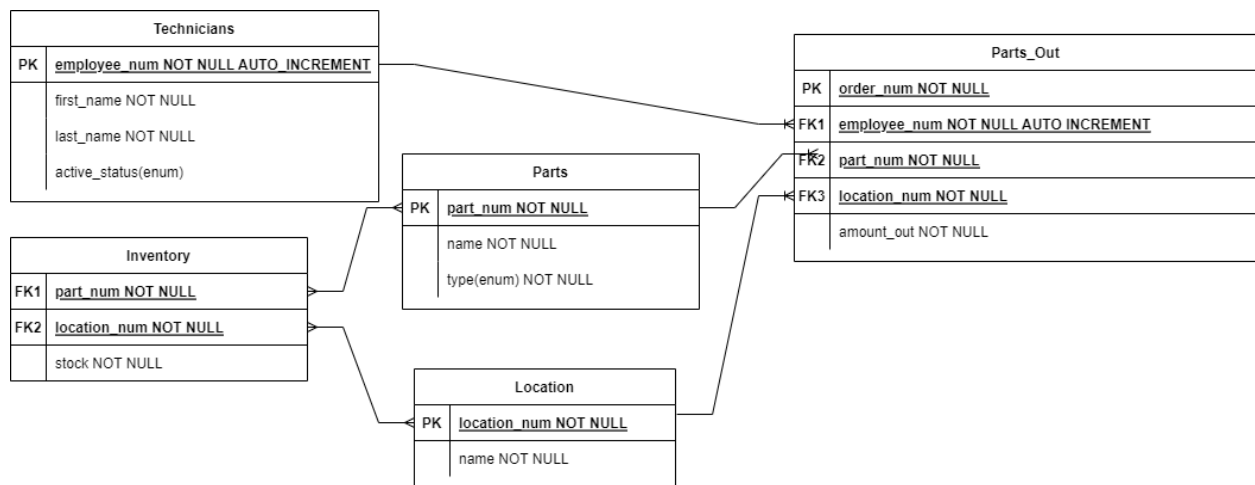 Technicians
PK employee_num NOT NULL AUTO_INCREMENT
first_name NOT NULL
last_name NOT NULL
active_status(enum)
Parts_Out
PK order_num NOT NULL
FK1 employee_num NOT NULL AUTO INCREMENT
FK2 part_num NOT NULL
FK3 location_num NOT NULL
amount_out NOT NULL
Parts
PK part_num NOT NULL
name NOT NULL
type(enum) NOT NULL
Inventory
FK1 part_num NOT NULL
FK2 location_num NOT NULL
stock NOT NULL
Location
PK location_num NOT NULL
name NOT NULL